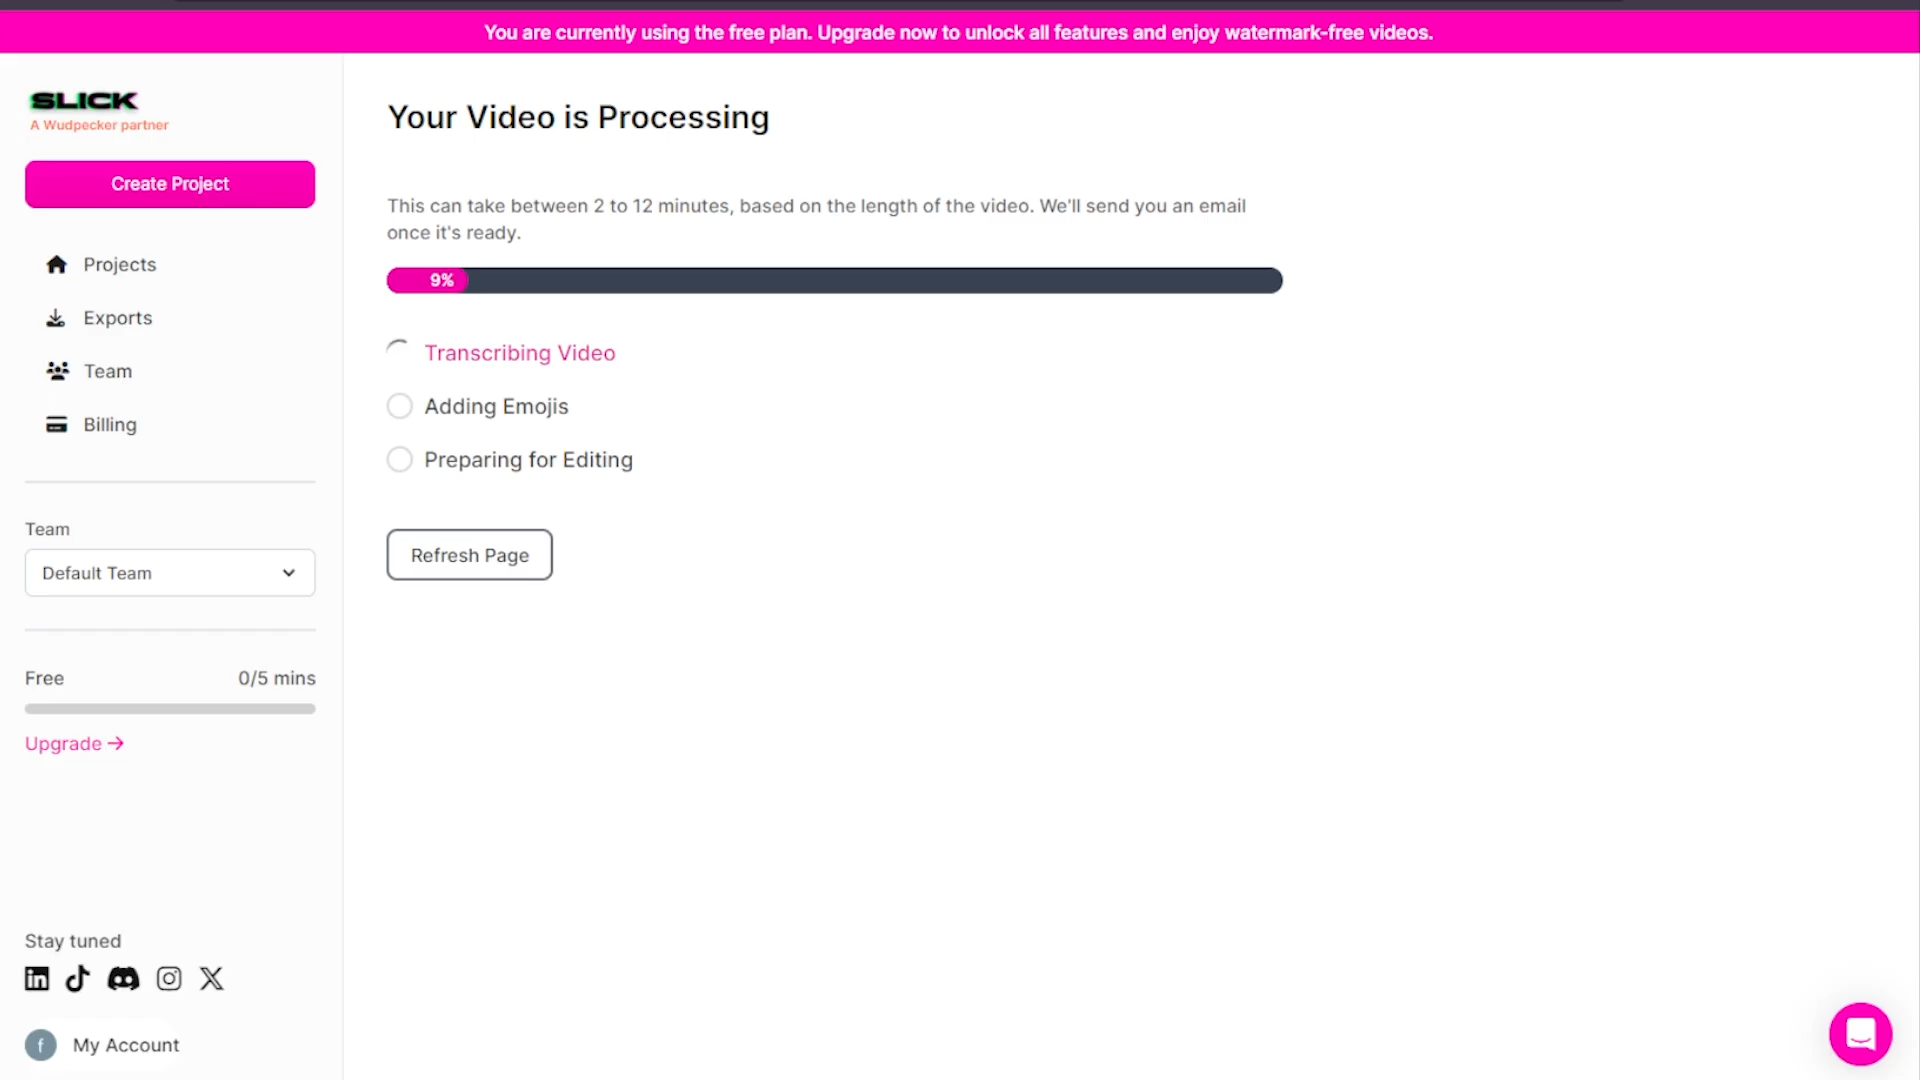 You are currently using the free plan. Upgrade now to unlock all features and enjoy watermark-free videos.
SLICK
A Wudpecker partner
Create Project
Projects
Exports
Team
Billing
Team
Default Team
Free 0/5 mins
Upgrade →
Stay tuned
f My Account
Your Video is Processing
This can take between 2 to 12 minutes, based on the length of the video. We'll send you an email
once it's ready.
9%
Transcribing Video
Adding Emojis
Preparing for Editing
Refresh Page